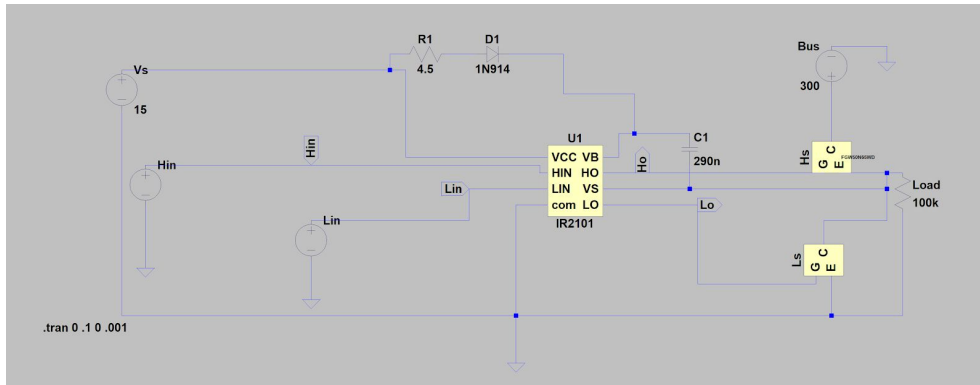 R1
4.5
D1
1N914
Bus
300
Vs
15
U1
C1
290n
VCC VB
HIN HO
LIN VS
com LO
IR2101
Hin
Hin
Lin
Lin
Ho
Lo
Hs
G C
E
Load
100k
Ls
G C
E
.tran 0 .1 0 .001